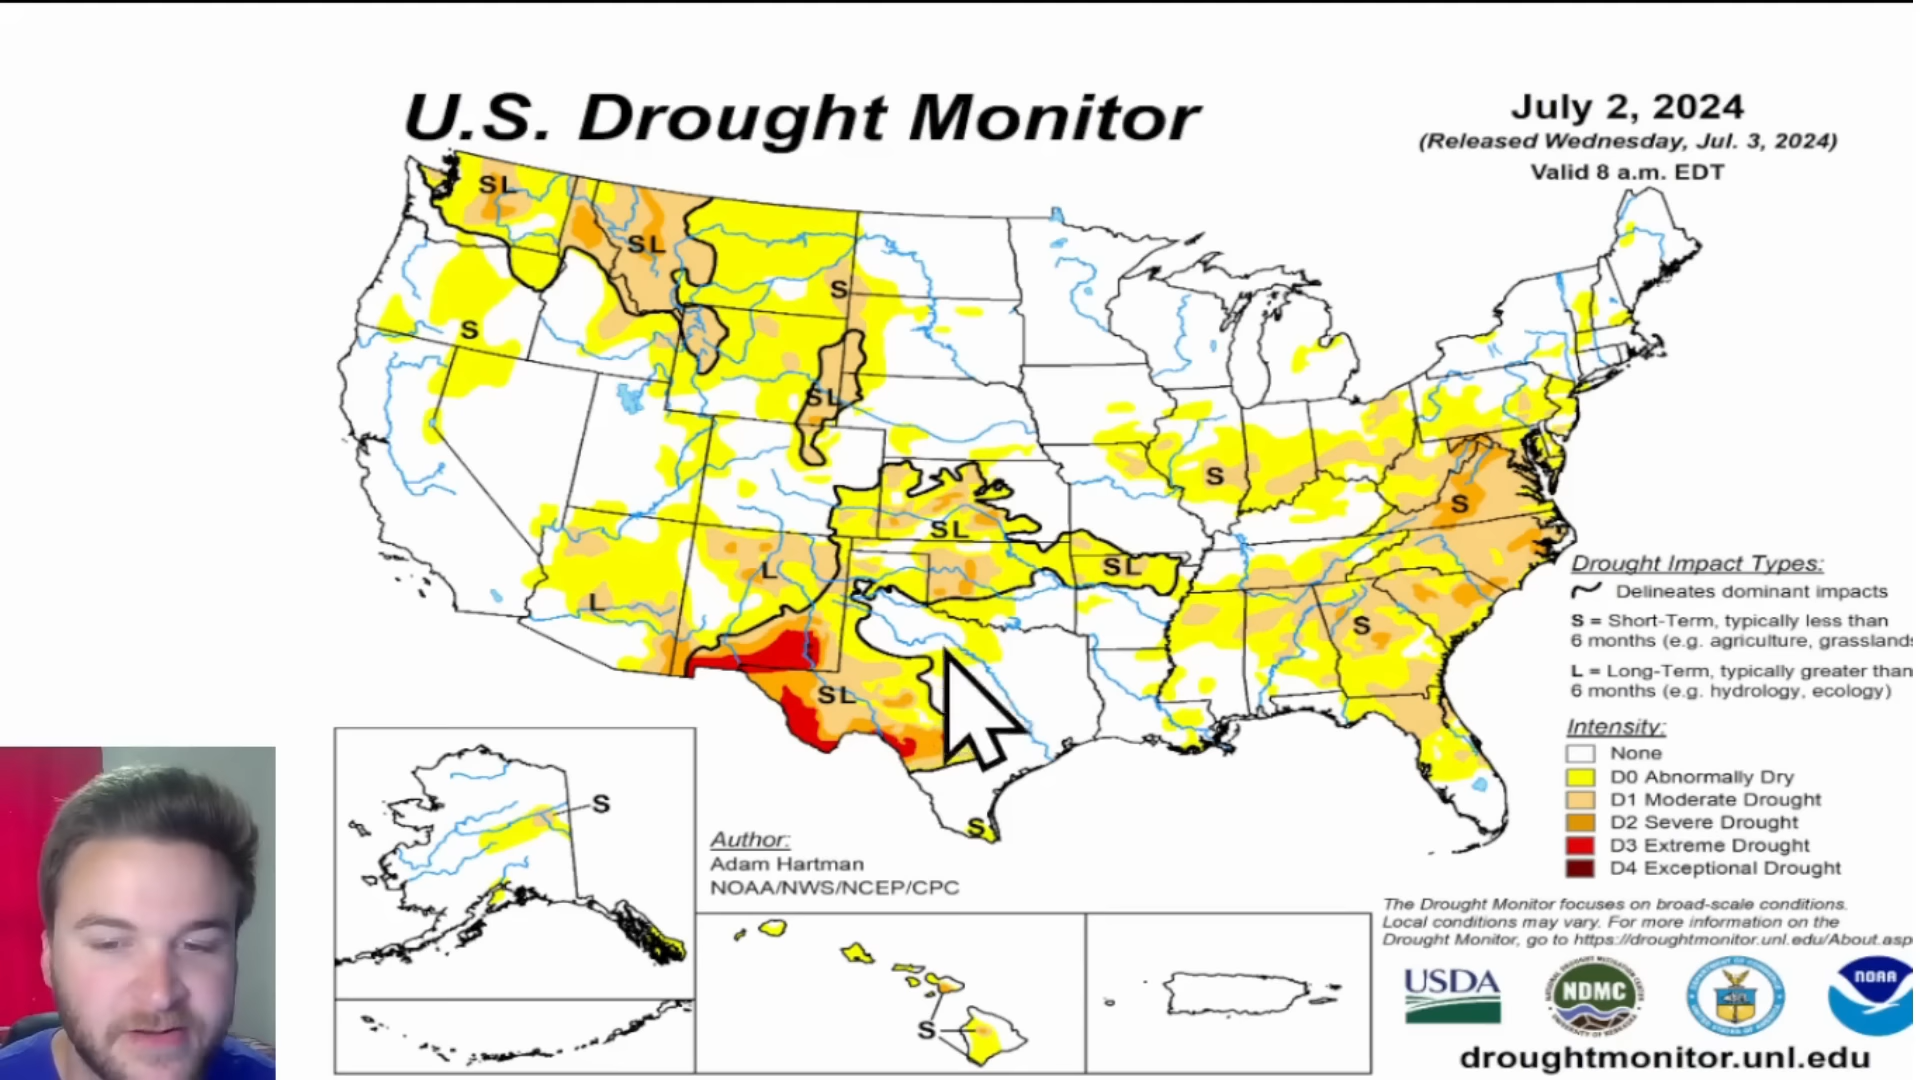 U.S. Drought Monitor
July 2, 2024
(Released Wednesday, Jul. 3, 2024)
Valid 8 a.m. EDT
SL
SL
S
S
SL
S
S
SL
SL
L
L
S
SL
S
Drought Impact Types:
Delineates dominant impacts
S = Short-Term, typically less than
6 months (e.g. agriculture, grasslands
L = Long-Term, typically greater than
6 months (e.g. hydrology, ecology)
Intensity:
None
D0 Abnormally Dry
D1 Moderate Drought
D2 Severe Drought
D3 Extreme Drought
D4 Exceptional Drought
S
Author:
Adam Hartman
NOAA/NWS/NCEP/CPC
S
The Drought Monitor focuses on broad-scale conditions.
Local conditions may vary. For more information on the
Drought Monitor, go to https://droughtmonitor.unl.edu/About.asp
USDA
NDMC
NOAA
droughtmonitor.unl.edu